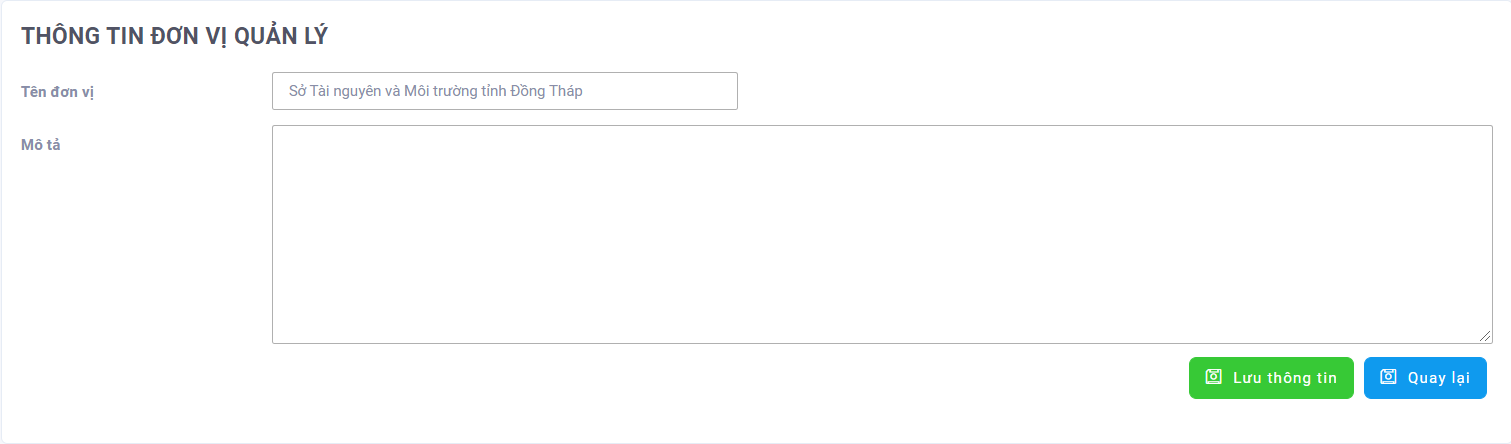 THÔNG TIN ĐƠN VỊ QUẢN LÝ
Tên đơn vị
Sở Tài nguyên và Môi trường tỉnh Đồng Tháp
Mô tả
Lưu thông tin
Quay lại